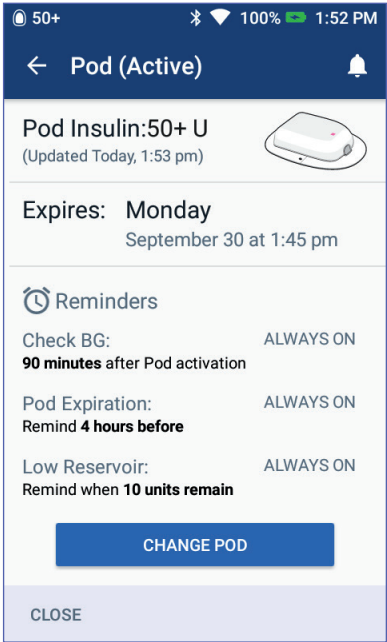 50+ 100% 1:52 PM
Pod (Active)
Pod Insulin:50+ U
(Updated Today, 1:53 pm)
Expires: Monday
September 30 at 1:45 pm
Reminders
Check BG: ALWAYS ON
90 minutes after Pod activation
Pod Expiration: ALWAYS ON
Remind 4 hours before
Low Reservoir: ALWAYS ON
Remind when 10 units remain
CHANGE POD
CLOSE